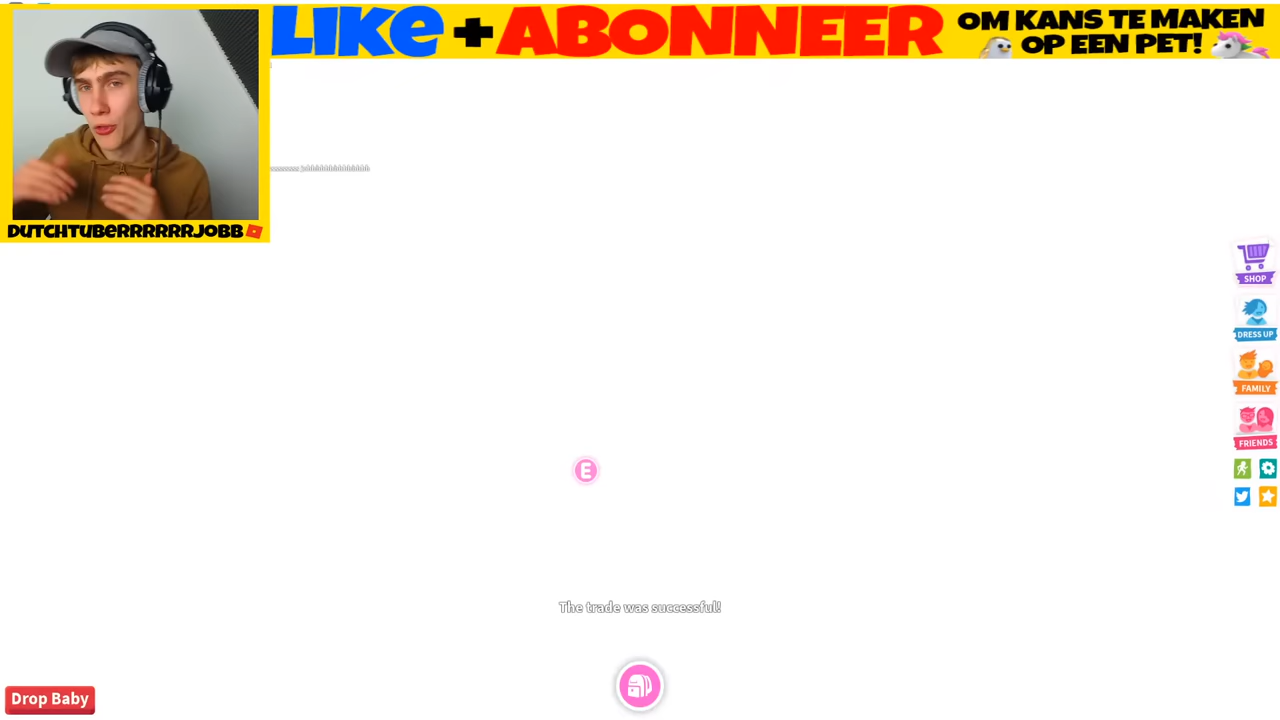 LIKE + ABONNEER
OM KANS TE MAKEN
OP EEN PET!
DUTCHTUBERRRRRRJOBB
SHOP
DRESS UP
FAMILY
FRIENDS
E
The trade was successful!
Drop Baby